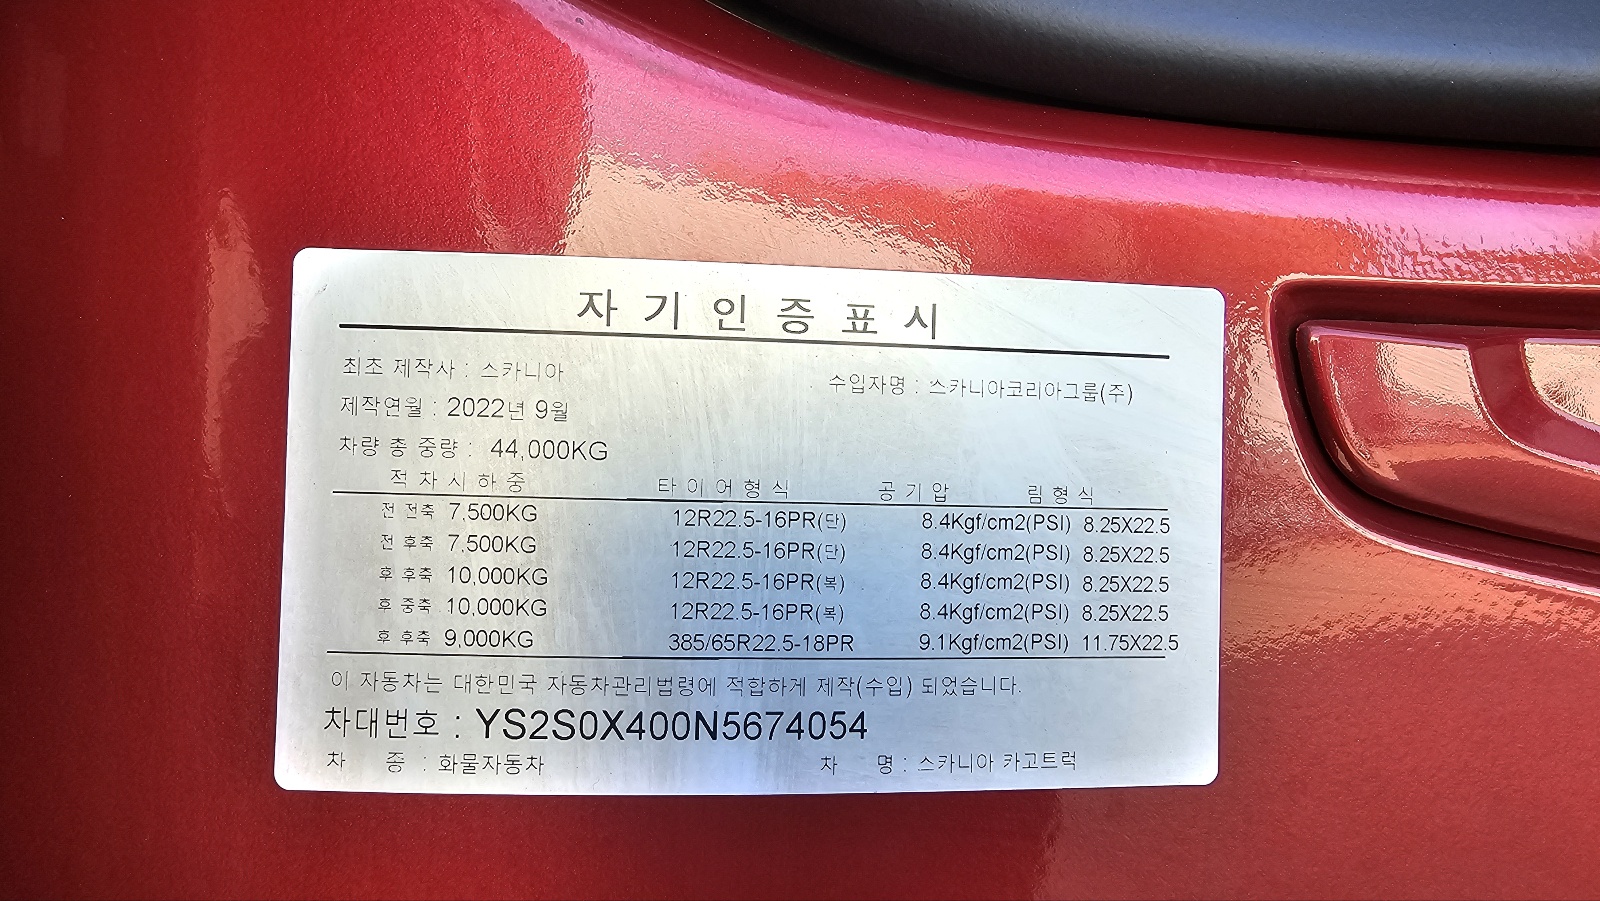 자 기 인 증 표 시
최초 제작사 : 스카니아 수입자명 : 스카니아코리아그룹(주)
제작연월 : 2022년 9월
차량 총 중량 : 44,000KG
적 차 시 하 중 타 이 어 형 식 공 기 압 림 형 식
전 전축 7,500KG 12R22.5-16PR(단) 8.4Kgf/cm2(PSI) 8.25X22.5
전 후축 7,500KG 12R22.5-16PR(단) 8.4Kgf/cm2(PSI) 8.25X22.5
후 후축 10,000KG 12R22.5-16PR(복) 8.4Kgf/cm2(PSI) 8.25X22.5
후 중축 10,000KG 12R22.5-16PR(복) 8.4Kgf/cm2(PSI) 8.25X22.5
후 후축 9,000KG 385/65R22.5-18PR 9.1Kgf/cm2(PSI) 11.75X22.5
이 자동차는 대한민국 자동차관리법령에 적합하게 제작(수입) 되었습니다.
차대번호 : YS2S0X400N5674054
차 종 : 화물자동차 차 명 : 스카니아 카고트럭